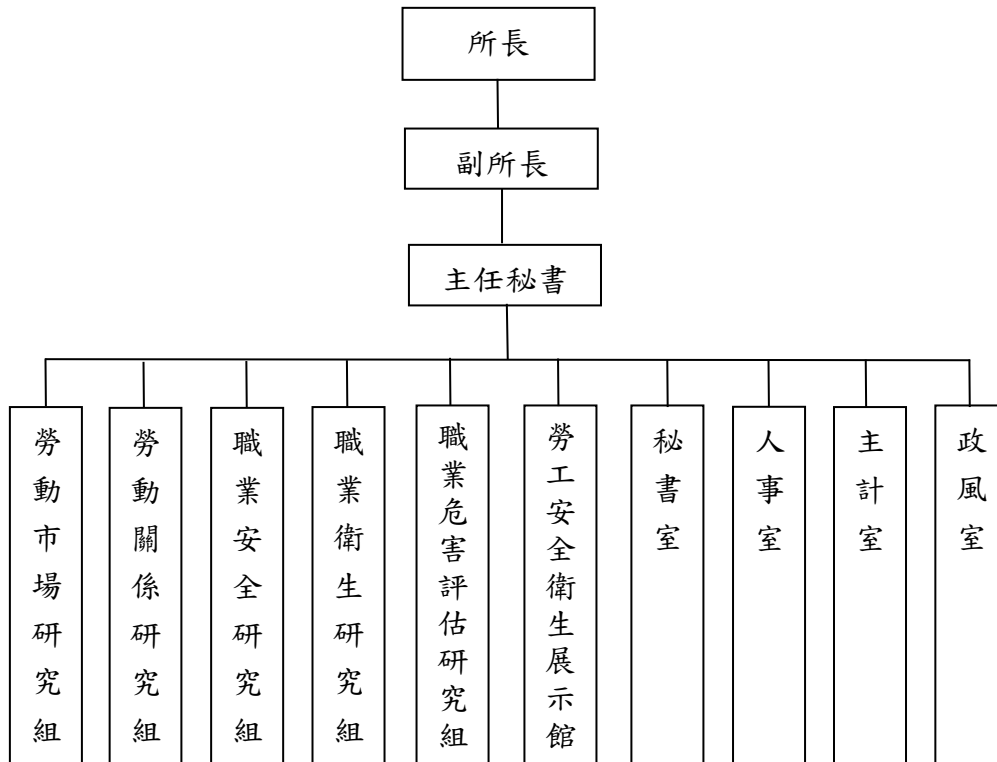 所長
副所長
主任秘書
勞動市場研究組
勞動關係研究組
職業安全研究組
職業衛生研究組
職業危害評估研究組
勞工安全衛生展示館
秘書室
人事室
主計室
政風室